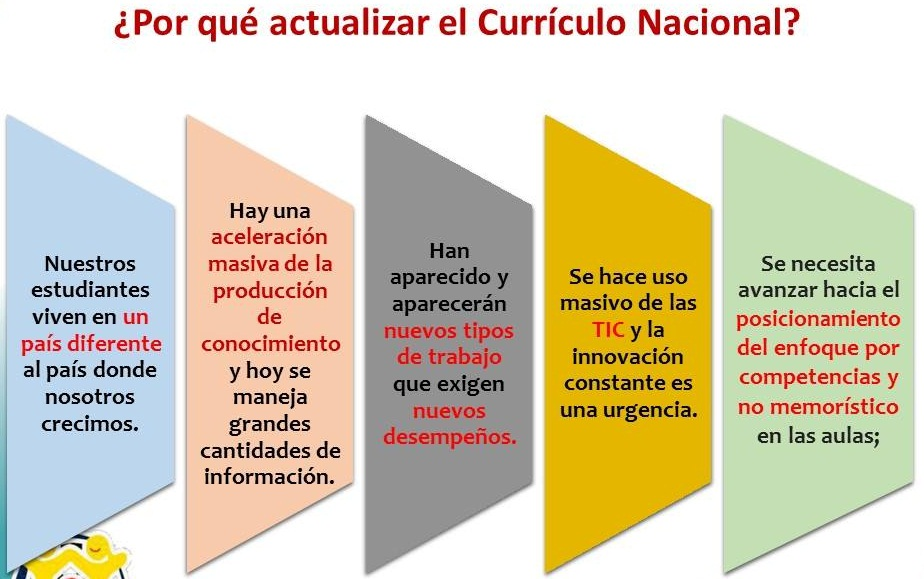 ¿Por qué actualizar el Currículo Nacional?
Nuestros
estudiantes
viven en un
país diferente
al país donde
nosotros
crecimos.
Hay una
aceleración
masiva de la
producción
de
conocimiento
y hoy se
maneja
grandes
cantidades de
información.
Han
aparecido y
aparecerán
nuevos tipos
de trabajo
que exigen
nuevos
desempeños.
Se hace uso
masivo de las
TIC y la
innovación
constante es
una urgencia.
Se necesita
avanzar hacia el
posicionamiento
del enfoque por
competencias y
no memorístico
en las aulas;